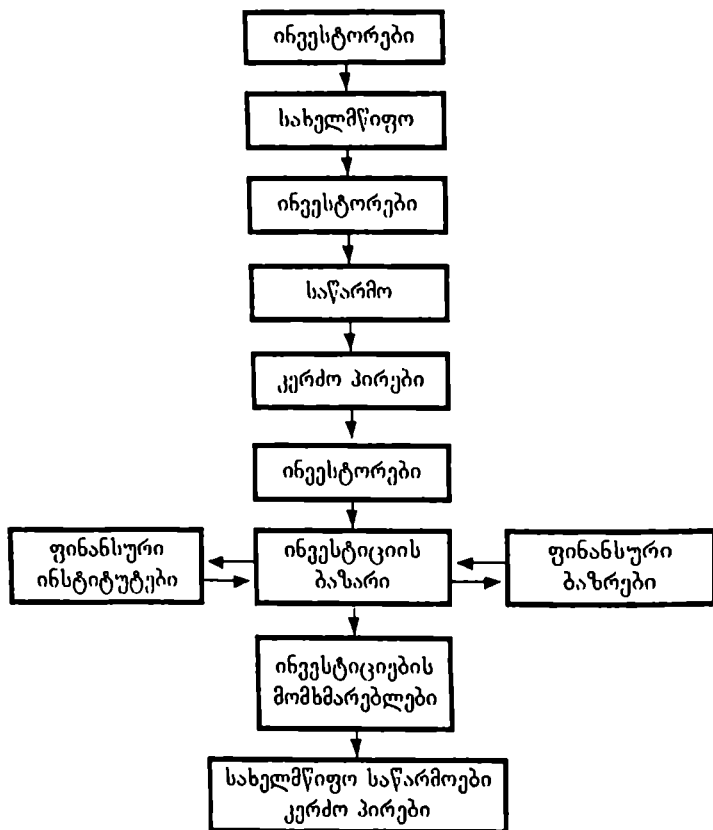 ინვესტორები
სახელმწიფო
ინვესტორები
საწარმო
კერძო პირები
ინვესტორები
ფინანსური
ინსტიტუტები
ინვესტიციის
ბაზარი
ფინანსური
ბაზრები
ინვესტიციების
მომხმარებლები
სახელმწიფო საწარმოები
კერძო პირები